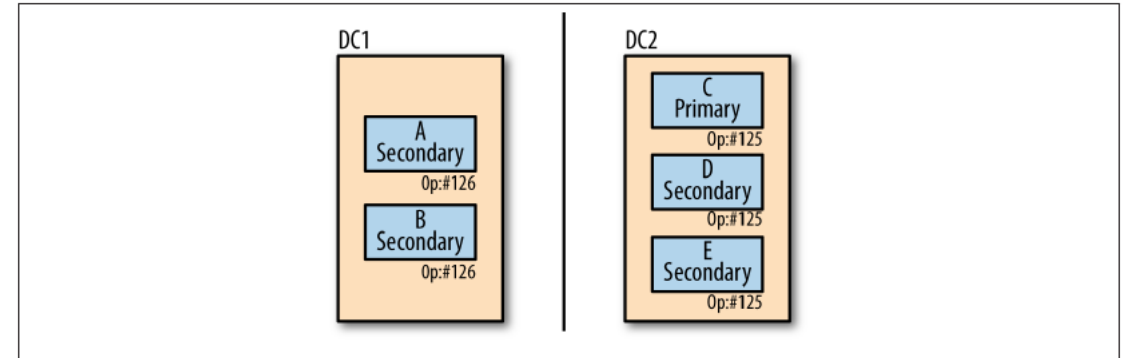 DC1
A
Secondary
Op:#126
B
Secondary
Op:#126
DC2
C
Primary
Op:#125
D
Secondary
Op:#125
E
Secondary
Op:#125